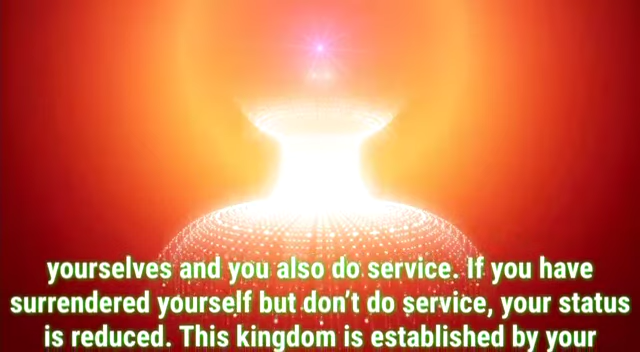 yourselves and you also do service. If you have
surrendered yourself but don't do service, your status
is reduced. This kingdom is established by your